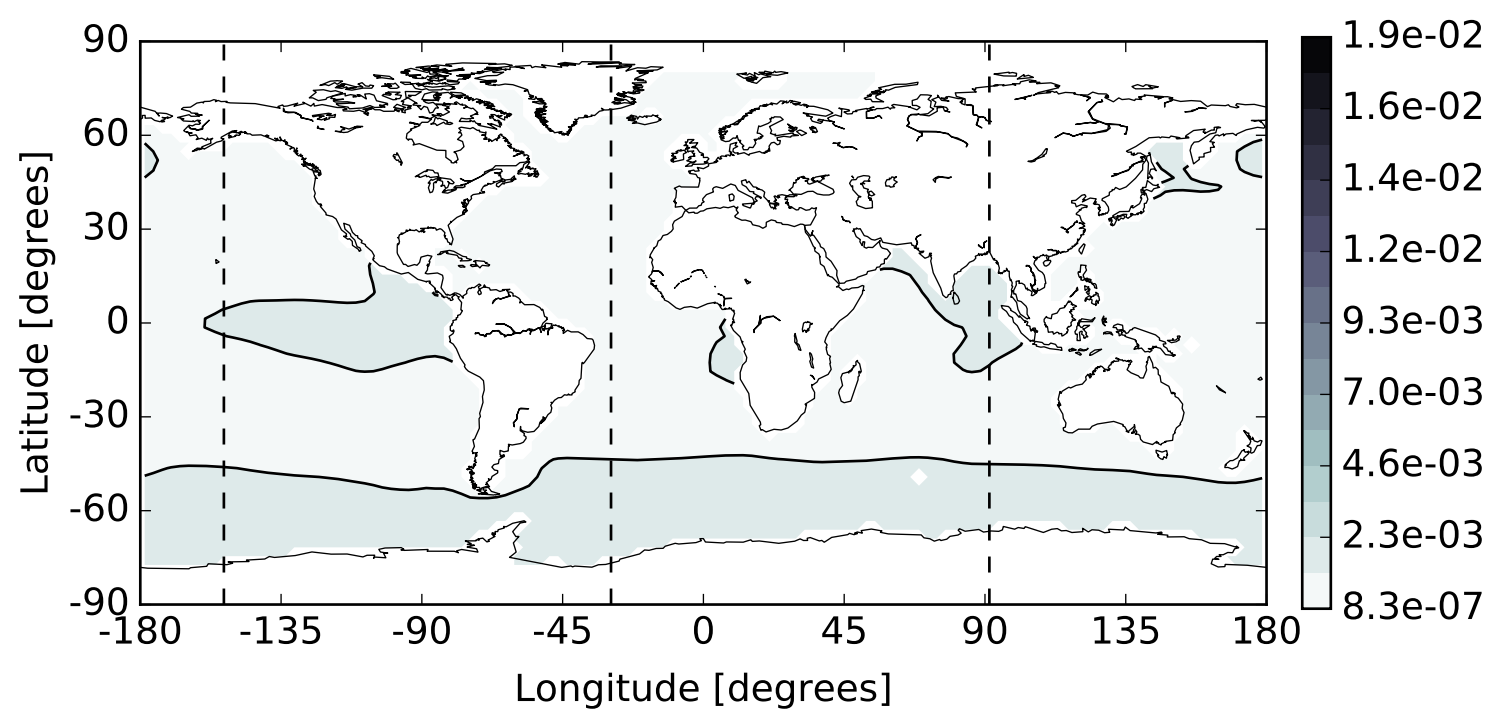 90
60
30
0
-30
-60
-90
Latitude [degrees]
-180 -135 -90 -45 0 45 90 135 180
Longitude [degrees]
1.9e-02
1.6e-02
1.4e-02
1.2e-02
9.3e-03
7.0e-03
4.6e-03
2.3e-03
8.3e-07